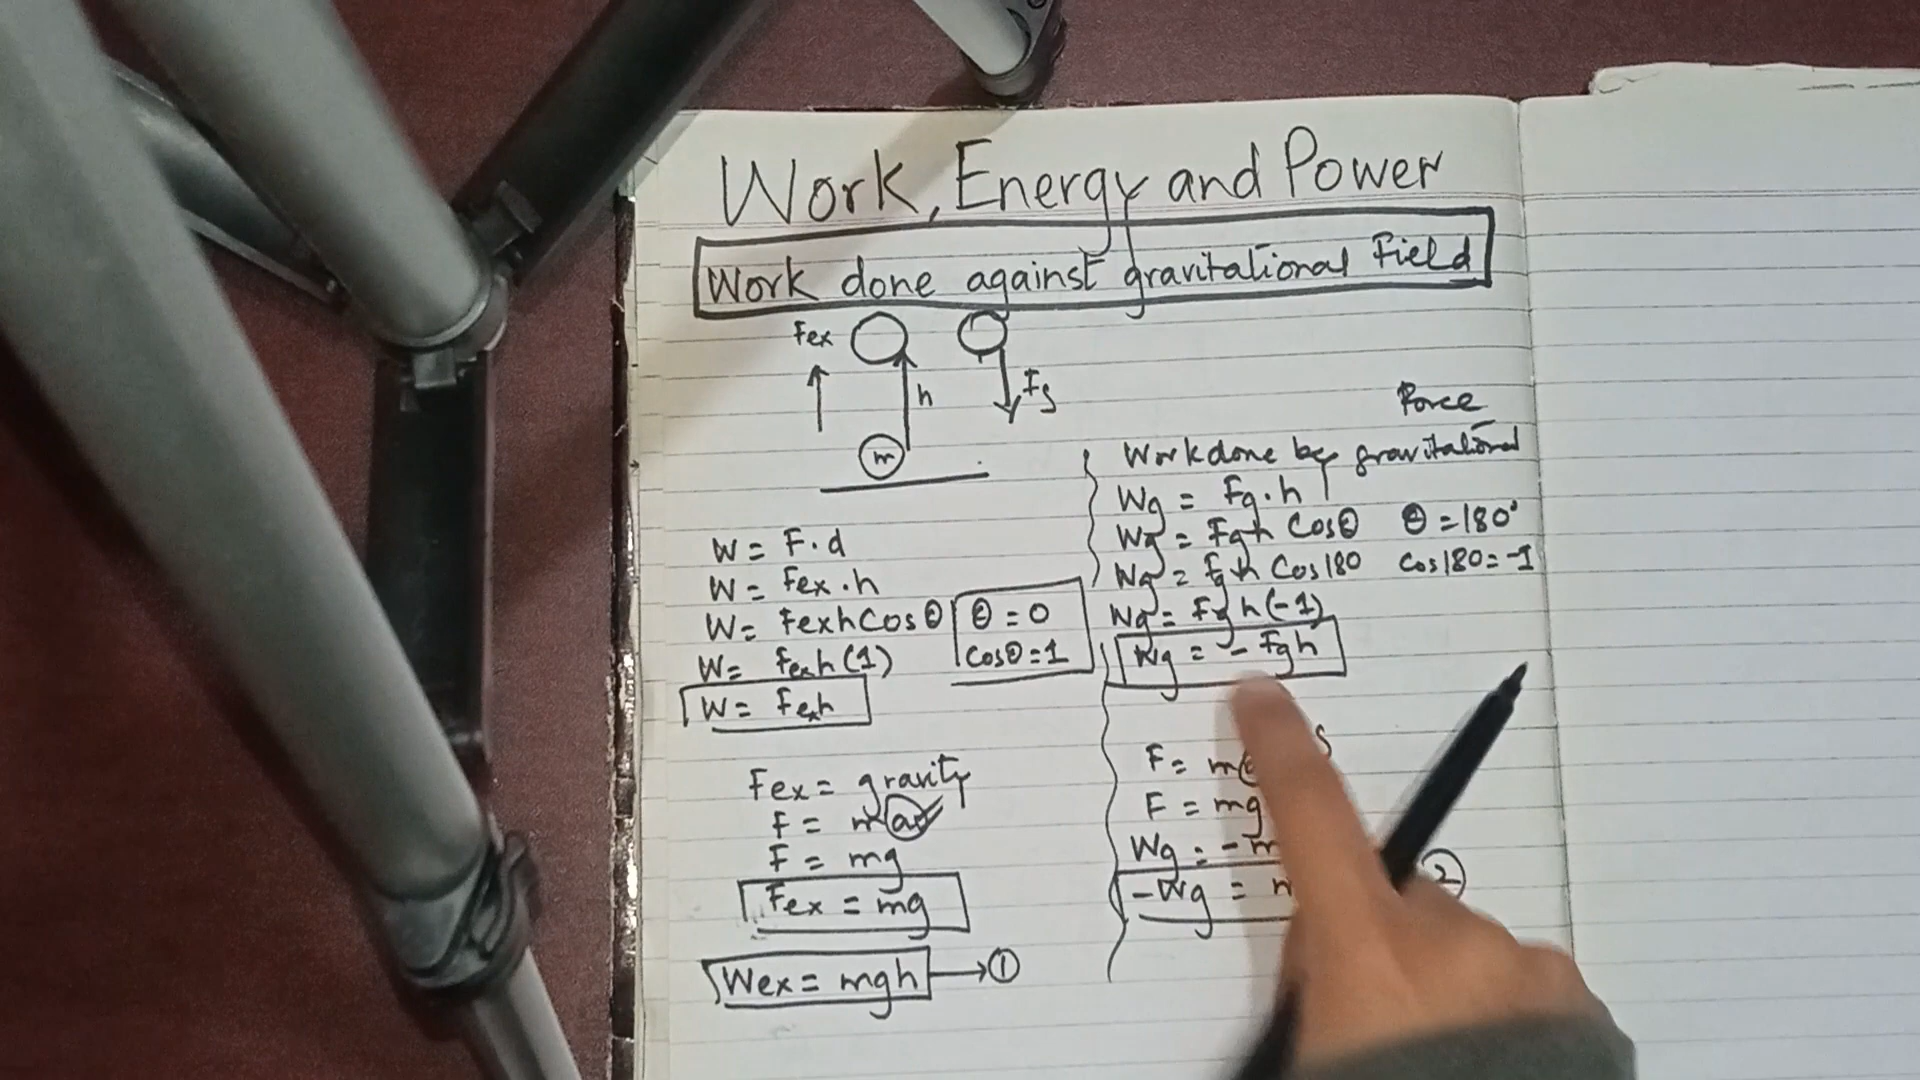 Work, Energy and Power
Work done against gravitational Field
Fex
h
Fg
m
W = F.d
W = Fex.h
W = FexhCosθ
θ = 0
Cosθ=1
W= Fexh(1)
W= Fexh
Fex = gravity
F = ma
F = mg
Fex = mg
Wex = mgh → 1
Force
Workdone by gravitational
Wg = Fg.h
Wg = Fgh Cosθ θ = 180°
Wg = Fgh Cos180 Cos180=-1
Wg = Fgh(-1)
Wg = - Fgh
F= m
F = mg
Wg = -m
-Wg =
2